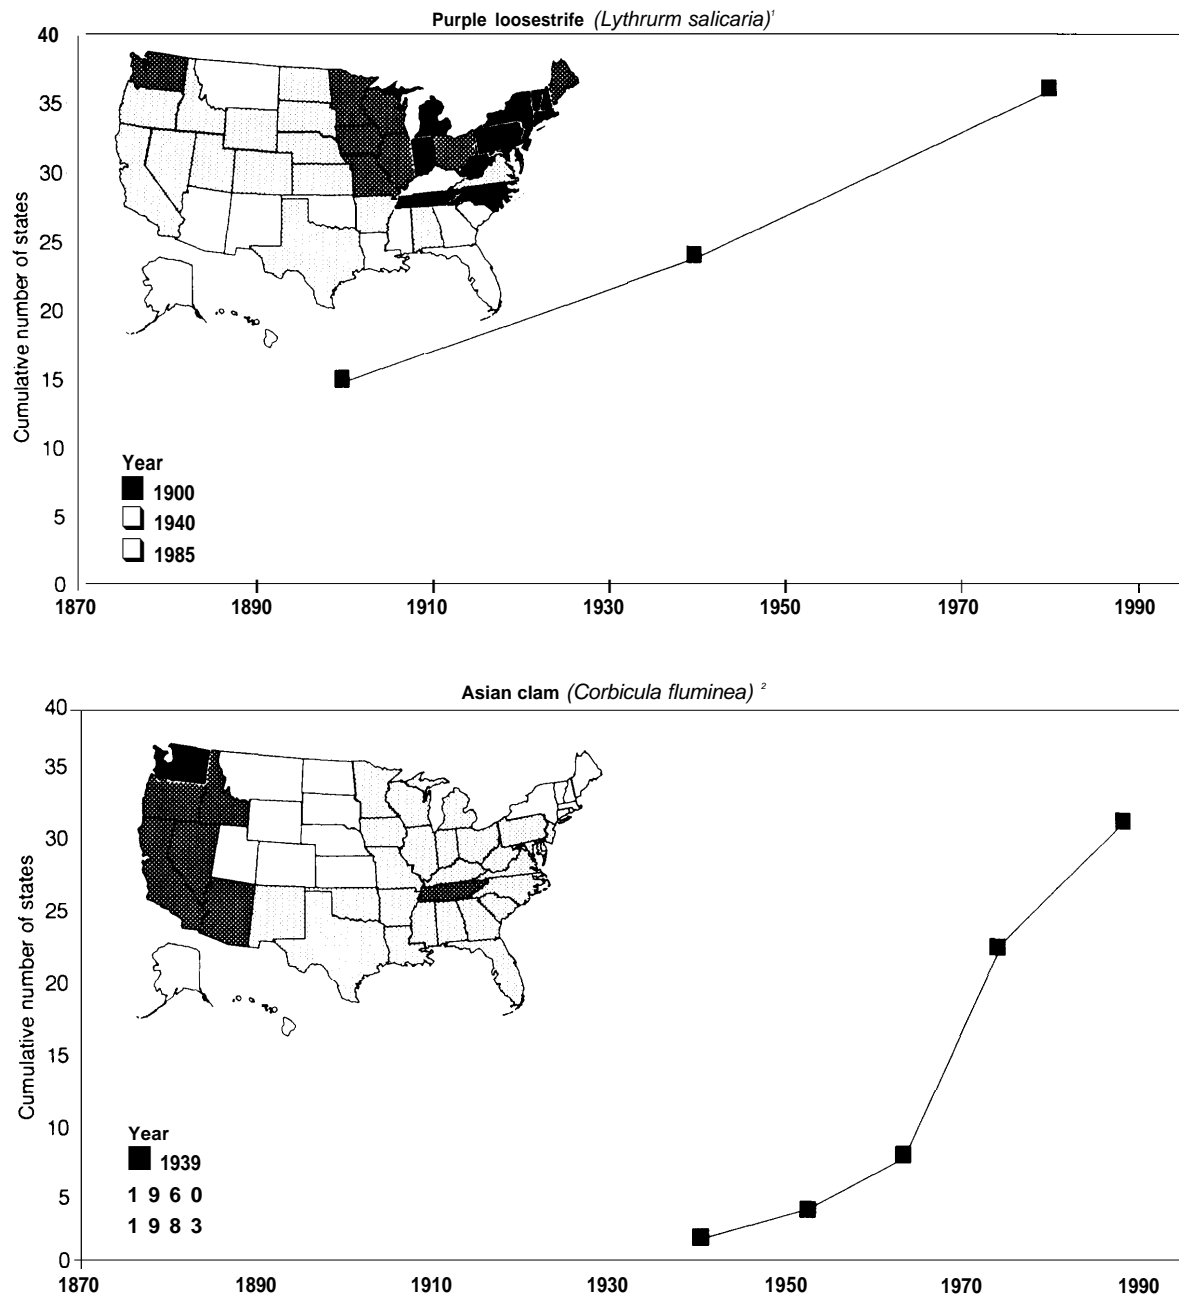 Purple loosestrife (Lythrurm salicaria)¹
40
35
30
25
20
15
10
5
0
Cumulative number of states
Year
1900
1940
1985
1870 1890 1910 1930 1950 1970 1990
Asian clam (Corbicula fluminea) ²
40
35
30
25
20
15
10
5
0
Cumulative number of states
Year
1939
1 9 6 0
1 9 8 3
1870 1890 1910 1930 1950 1970 1990